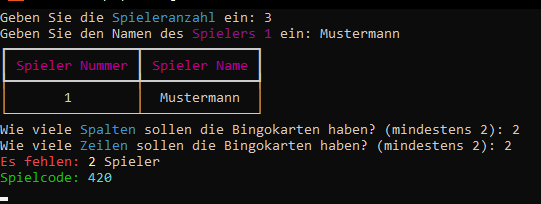 Geben Sie die Spieleranzahl ein: 3
Geben Sie den Namen des Spielers 1 ein: Mustermann
Spieler Nummer Spieler Name
1 Mustermann
Wie viele Spalten sollen die Bingokarten haben? (mindestens 2): 2
Wie viele Zeilen sollen die Bingokarten haben? (mindestens 2): 2
Es fehlen: 2 Spieler
Spielcode: 420